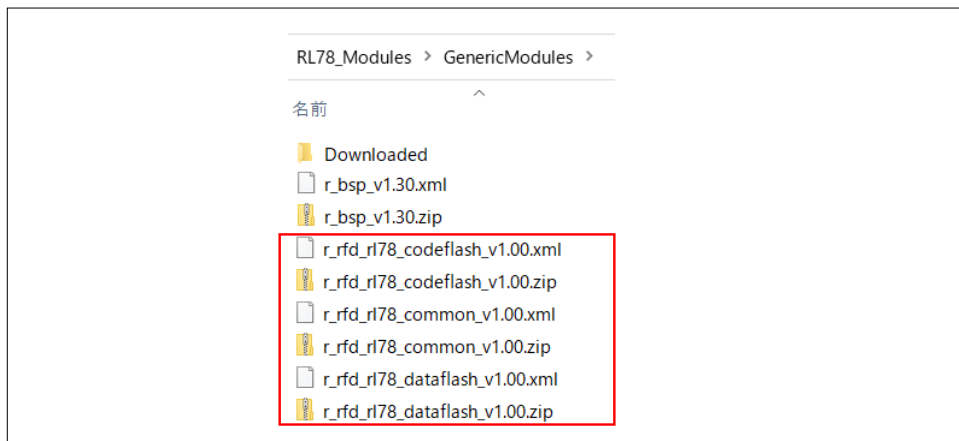 RL78_Modules > GenericModules >
名前
Downloaded
r_bsp_v1.30.xml
r_bsp_v1.30.zip
r_rfd_rl78_codeflash_v1.00.xml
r_rfd_rl78_codeflash_v1.00.zip
r_rfd_rl78_common_v1.00.xml
r_rfd_rl78_common_v1.00.zip
r_rfd_rl78_dataflash_v1.00.xml
r_rfd_rl78_dataflash_v1.00.zip